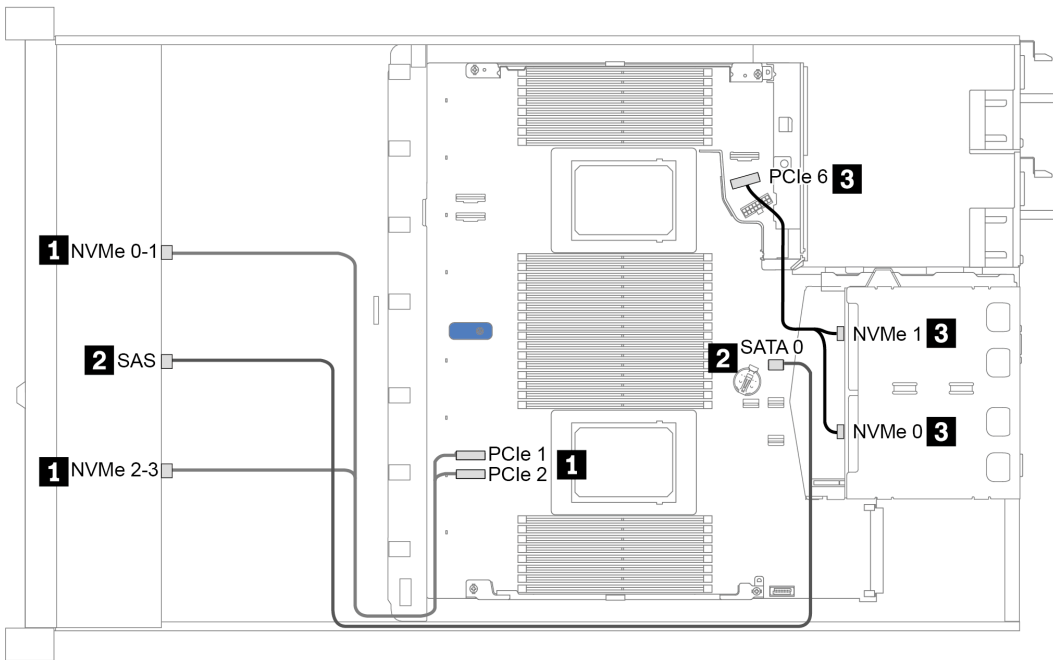 PCIe 6 3
1 NVMe 0-1
NVMe 1 3
2 SATA 0
2 SAS
NVMe 0 3
PCIe 1
1
1 NVMe 2-3
PCIe 2